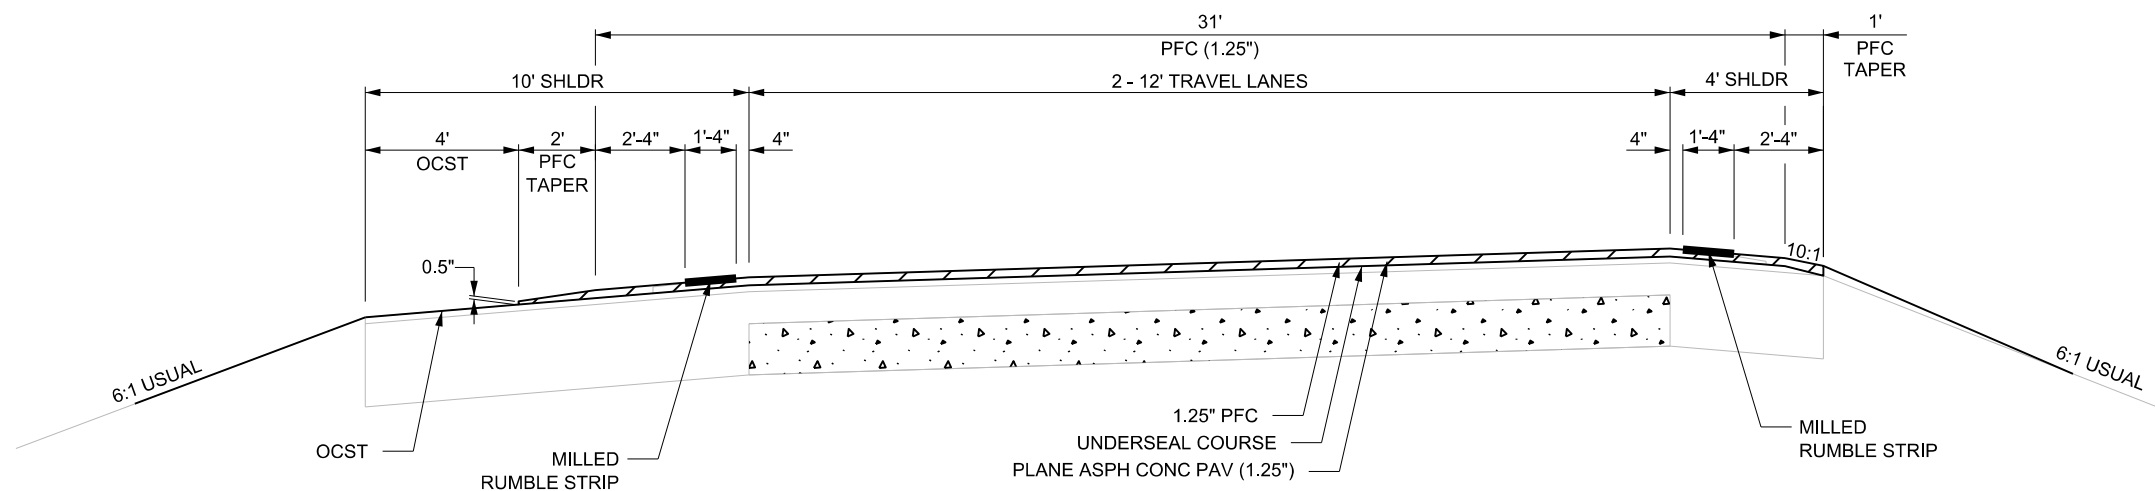 31'
1'
PFC (1.25")
PFC
TAPER
10' SHLDR
2 - 12' TRAVEL LANES
4' SHLDR
4'
2'
2'-4"
1'-4"
4"
4"
1'-4"
2'-4"
OCST
PFC
TAPER
0.5"
10:1
6:1 USUAL
6:1 USUAL
1.25" PFC
UNDERSEAL COURSE
PLANE ASPH CONC PAV (1.25")
OCST
MILLED
RUMBLE STRIP
MILLED
RUMBLE STRIP